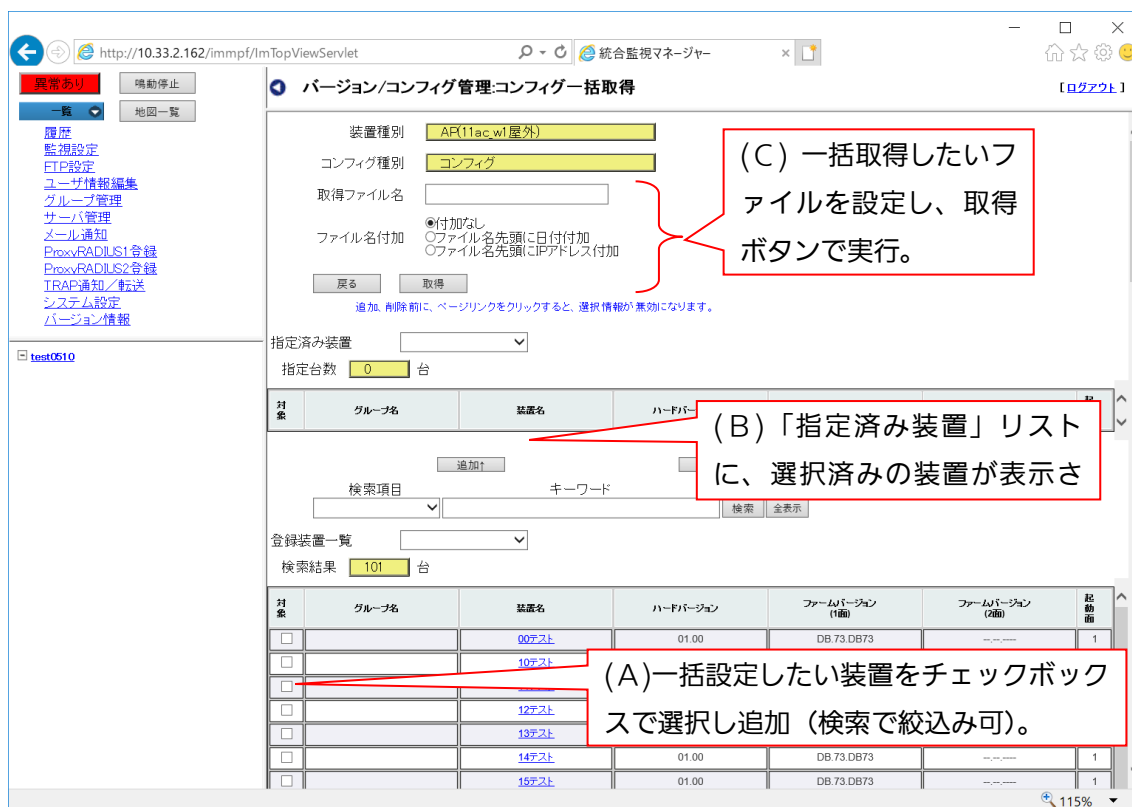 http://10.33.2.162/immpf/ImTopViewServlet
統合監視マネージャー
異常あり
鳴動停止
一覧
地図一覧
履歴
監視設定
FTP設定
ユーザ情報編集
グループ管理
サーバ管理
メール通知
ProxyRADIUS1登録
ProxyRADIUS2登録
TRAP通知／転送
システム設定
バージョン情報
test0510
バージョン/コンフィグ管理:コンフィグ一括取得
[ログアウト]
装置種別 AP(11ac_w1屋外)
コンフィグ種別 コンフィグ
取得ファイル名
ファイル名付加
付加なし
ファイル名先頭に日付付加
ファイル名先頭にIPアドレス付加
戻る 取得
追加、削除前に、ページリンクをクリックすると、選択情報が無効になります。
(C) 一括取得したいフ
ァイルを設定し、取得
ボタンで実行。
指定済み装置
指定台数 0 台
対象 グループ名 装置名
(B)「指定済み装置」リスト
に、選択済みの装置が表示さ
追加↑
検索項目 キーワード
検索 全表示
登録装置一覧
検索結果 101 台
対象 グループ名 装置名 ハードバージョン ファームバージョン(1面) ファームバージョン(2面) 起動面
00テスト 01.00 DB.73.DB73 --.--.---- 1
10テスト
(A)一括設定したい装置をチェックボック
スで選択し追加（検索で絞込み可）。
12テスト
13テスト
14テスト 01.00 DB.73.DB73 --.--.---- 1
15テスト 01.00 DB.73.DB73 --.--.---- 1
115%